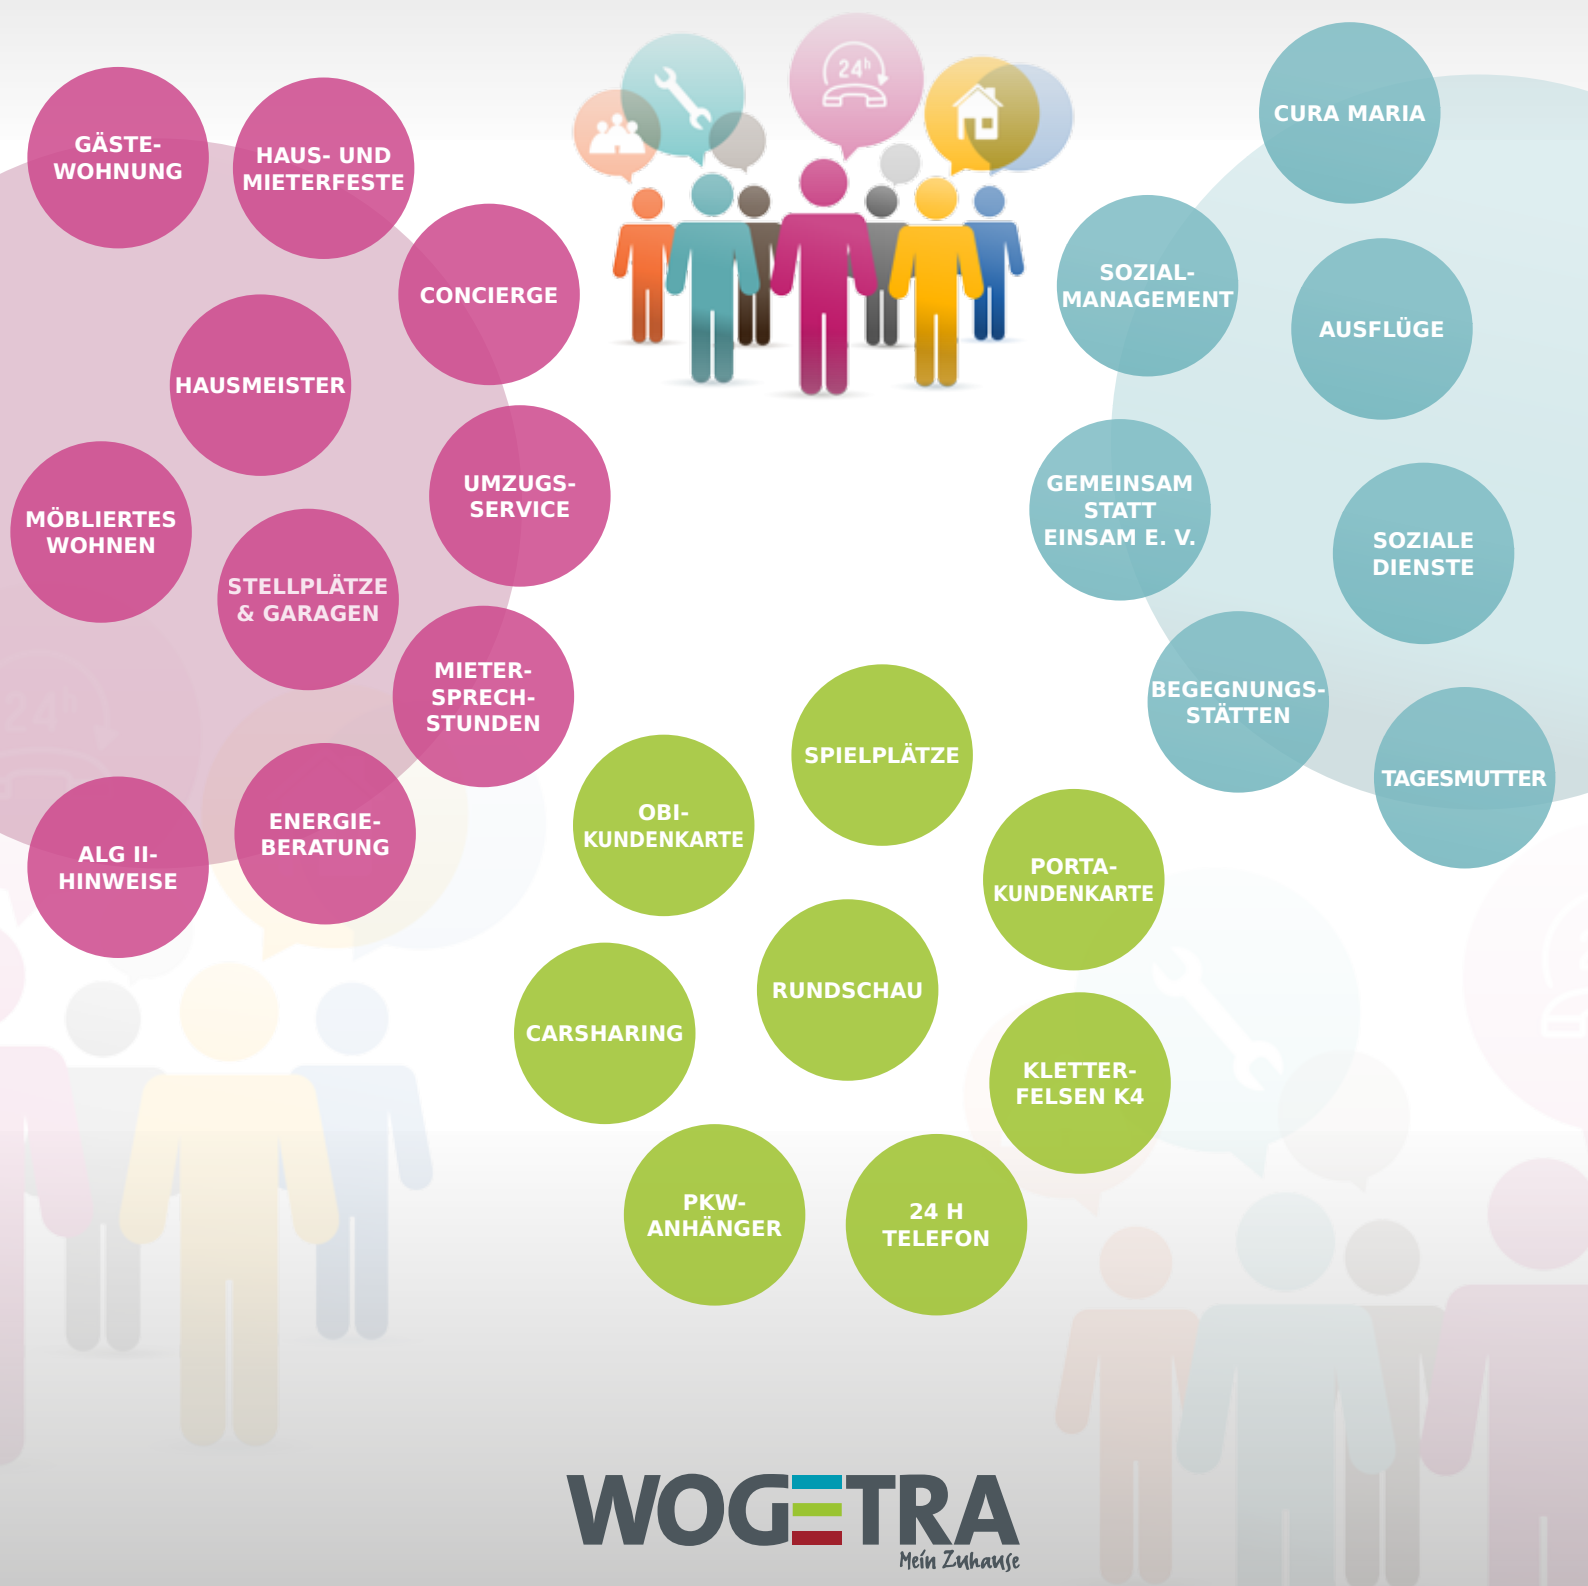 24h
GÄSTE-
WOHNUNG
HAUS- UND
MIETERFESTE
CONCIERGE
HAUSMEISTER
UMZUGS-
SERVICE
MÖBLIERTES
WOHNEN
STELLPLÄTZE
& GARAGEN
MIETER-
SPRECH-
STUNDEN
24h
ENERGIE-
BERATUNG
ALG II-
HINWEISE
CURA MARIA
SOZIAL-
MANAGEMENT
AUSFLÜGE
GEMEINSAM
STATT
EINSAM E. V.
SOZIALE
DIENSTE
BEGEGNUNGS-
STÄTTEN
TAGESMUTTER
SPIELPLÄTZE
OBI-
KUNDENKARTE
PORTA-
KUNDENKARTE
RUNDSCHAU
CARSHARING
KLETTER-
FELSEN K4
PKW-
ANHÄNGER
24 H
TELEFON
WOGETRA
Mein Zuhause